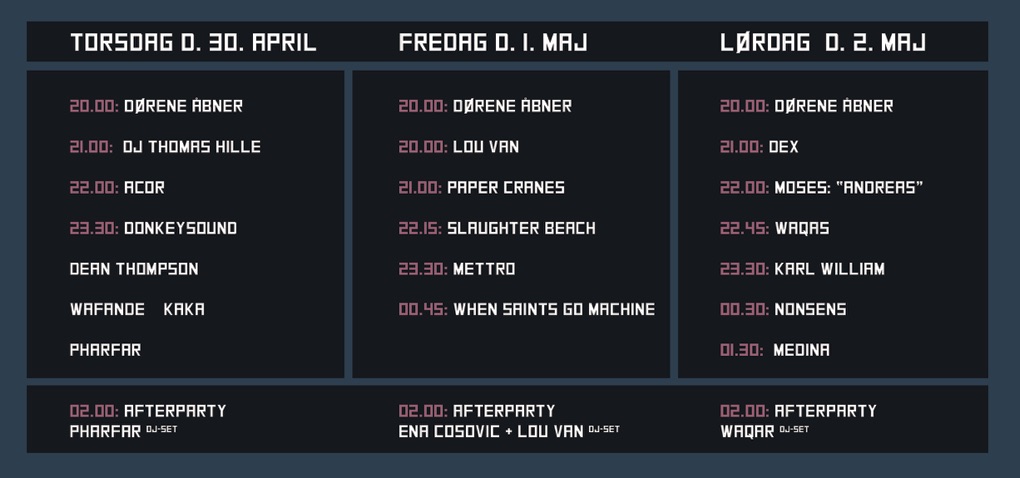 TORSDAG D. 30. APRIL
20.00: DØRENE ÅBNER
21.00: DJ THOMAS HILLE
22.00: ACOR
23.30: DONKEYSOUND
DEAN THOMPSON
WAFANDE KAKA
PHARFAR
02.00: AFTERPARTY
PHARFAR DJ-SET
FREDAG D. 1. MAJ
20.00: DØRENE ÅBNER
20.00: LOU VAN
21.00: PAPER CRANES
22.15: SLAUGHTER BEACH
23.30: METTRO
00.45: WHEN SAINTS GO MACHINE
02.00: AFTERPARTY
ENA COSOVIC + LOU VAN DJ-SET
LØRDAG D. 2. MAJ
20.00: DØRENE ÅBNER
21.00: DEX
22.00: MOSES: "ANDREAS"
22.45: WAQAS
23.30: KARL WILLIAM
00.30: NONSENS
01.30: MEDINA
02.00: AFTERPARTY
WAQAR DJ-SET